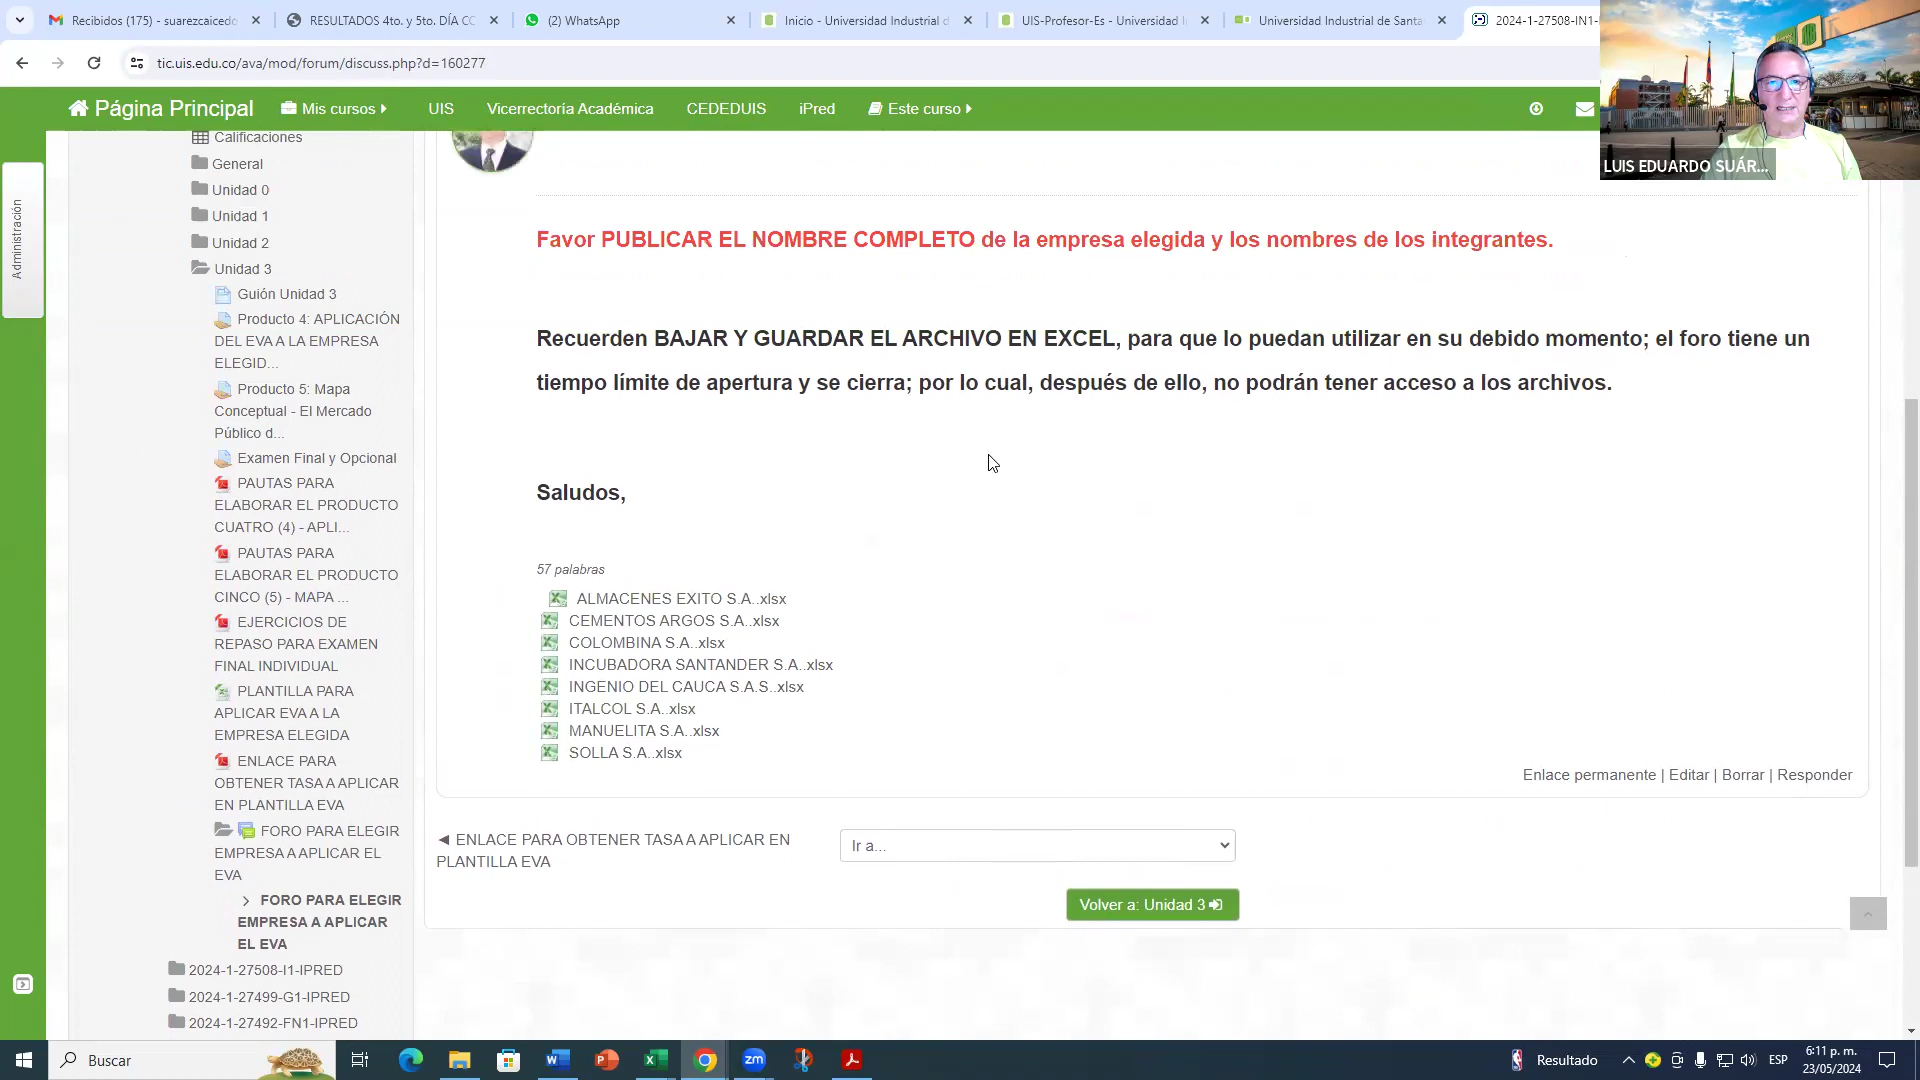 Recibidos (175) - suarezcaicedo
RESULTADOS 4to. y 5to. DÍA CC
(2) WhatsApp
Inicio - Universidad Industrial d
UIS-Profesor-Es - Universidad I
Universidad Industrial de Santa
2024-1-27508-IN1-
tic.uis.edu.co/ava/mod/forum/discuss.php?d=160277
Página Principal
Mis cursos
UIS
Vicerrectoría Académica
CEDEDUIS
iPred
Este curso
LUIS EDUARDO SUÁR...
Administración
Calificaciones
General
Unidad 0
Unidad 1
Unidad 2
Unidad 3
Guión Unidad 3
Producto 4: APLICACIÓN
DEL EVA A LA EMPRESA
ELEGID...
Producto 5: Mapa
Conceptual - El Mercado
Público d...
Examen Final y Opcional
PAUTAS PARA
ELABORAR EL PRODUCTO
CUATRO (4) - APLI...
PAUTAS PARA
ELABORAR EL PRODUCTO
CINCO (5) - MAPA ...
EJERCICIOS DE
REPASO PARA EXAMEN
FINAL INDIVIDUAL
PLANTILLA PARA
APLICAR EVA A LA
EMPRESA ELEGIDA
ENLACE PARA
OBTENER TASA A APLICAR
EN PLANTILLA EVA
FORO PARA ELEGIR
EMPRESA A APLICAR EL
EVA
FORO PARA ELEGIR
EMPRESA A APLICAR
EL EVA
2024-1-27508-I1-IPRED
2024-1-27499-G1-IPRED
2024-1-27492-FN1-IPRED
Favor PUBLICAR EL NOMBRE COMPLETO de la empresa elegida y los nombres de los integrantes.
Recuerden BAJAR Y GUARDAR EL ARCHIVO EN EXCEL, para que lo puedan utilizar en su debido momento; el foro tiene un
tiempo límite de apertura y se cierra; por lo cual, después de ello, no podrán tener acceso a los archivos.
Saludos,
57 palabras
ALMACENES EXITO S.A..xlsx
CEMENTOS ARGOS S.A..xlsx
COLOMBINA S.A..xlsx
INCUBADORA SANTANDER S.A..xlsx
INGENIO DEL CAUCA S.A.S..xlsx
ITALCOL S.A..xlsx
MANUELITA S.A..xlsx
SOLLA S.A..xlsx
Enlace permanente | Editar | Borrar | Responder
◄ ENLACE PARA OBTENER TASA A APLICAR EN
PLANTILLA EVA
Ir a...
Volver a: Unidad 3
Buscar
Resultado
ESP
6:11 p. m.
23/05/2024